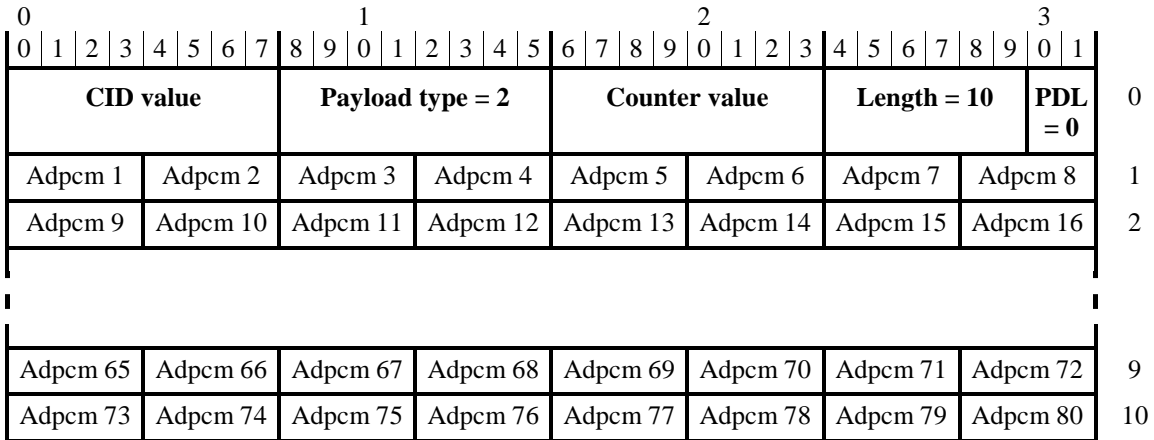 0 1 2 3
0 1 2 3 4 5 6 7 8 9 0 1 2 3 4 5 6 7 8 9 0 1 2 3 4 5 6 7 8 9 0 1
CID value Payload type = 2 Counter value Length = 10 PDL = 0 0
Adpcm 1 Adpcm 2 Adpcm 3 Adpcm 4 Adpcm 5 Adpcm 6 Adpcm 7 Adpcm 8 1
Adpcm 9 Adpcm 10 Adpcm 11 Adpcm 12 Adpcm 13 Adpcm 14 Adpcm 15 Adpcm 16 2
Adpcm 65 Adpcm 66 Adpcm 67 Adpcm 68 Adpcm 69 Adpcm 70 Adpcm 71 Adpcm 72 9
Adpcm 73 Adpcm 74 Adpcm 75 Adpcm 76 Adpcm 77 Adpcm 78 Adpcm 79 Adpcm 80 10